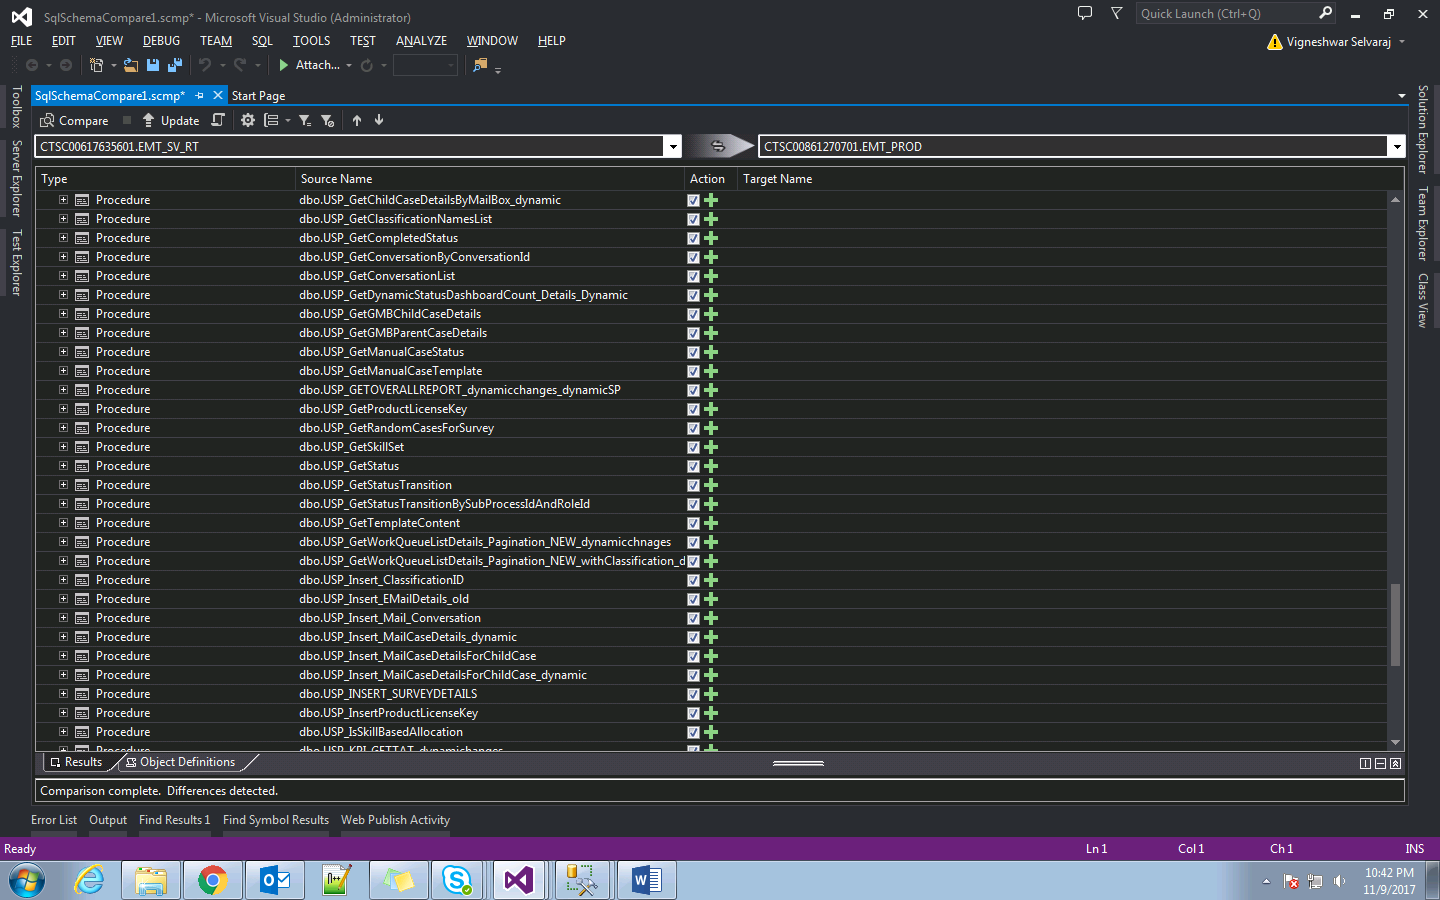 SqlSchemaCompare1.scmp* - Microsoft Visual Studio (Administrator)
Quick Launch (Ctrl+Q)
FILE EDIT VIEW DEBUG TEAM SQL TOOLS TEST ANALYZE WINDOW HELP
Vigneshwar Selvaraj
Attach...
SqlSchemaCompare1.scmp* Start Page
Compare Update
CTSC00617635601.EMT_SV_RT CTSC00861270701.EMT_PROD
Type Source Name Action Target Name
Procedure dbo.USP_GetChildCaseDetailsByMailBox_dynamic
Procedure dbo.USP_GetClassificationNamesList
Procedure dbo.USP_GetCompletedStatus
Procedure dbo.USP_GetConversationByConversationId
Procedure dbo.USP_GetConversationList
Procedure dbo.USP_GetDynamicStatusDashboardCount_Details_Dynamic
Procedure dbo.USP_GetGMBChildCaseDetails
Procedure dbo.USP_GetGMBParentCaseDetails
Procedure dbo.USP_GetManualCaseStatus
Procedure dbo.USP_GetManualCaseTemplate
Procedure dbo.USP_GETOVERALLREPORT_dynamicchanges_dynamicSP
Procedure dbo.USP_GetProductLicenseKey
Procedure dbo.USP_GetRandomCasesForSurvey
Procedure dbo.USP_GetSkillSet
Procedure dbo.USP_GetStatus
Procedure dbo.USP_GetStatusTransition
Procedure dbo.USP_GetStatusTransitionBySubProcessIdAndRoleId
Procedure dbo.USP_GetTemplateContent
Procedure dbo.USP_GetWorkQueueListDetails_Pagination_NEW_dynamicchnages
Procedure dbo.USP_GetWorkQueueListDetails_Pagination_NEW_withClassification_d
Procedure dbo.USP_Insert_ClassificationID
Procedure dbo.USP_Insert_EMailDetails_old
Procedure dbo.USP_Insert_Mail_Conversation
Procedure dbo.USP_Insert_MailCaseDetails_dynamic
Procedure dbo.USP_Insert_MailCaseDetailsForChildCase
Procedure dbo.USP_Insert_MailCaseDetailsForChildCase_dynamic
Procedure dbo.USP_INSERT_SURVEYDETAILS
Procedure dbo.USP_InsertProductLicenseKey
Procedure dbo.USP_IsSkillBasedAllocation
Procedure dbo.USP_KPI_GETTAT_dynamichanges
Results Object Definitions
Comparison complete. Differences detected.
Error List Output Find Results 1 Find Symbol Results Web Publish Activity
Ready Ln 1 Col 1 Ch 1 INS
10:42 PM
11/9/2017
Toolbox
Server Explorer
Test Explorer
Solution Explorer
Team Explorer
Class View